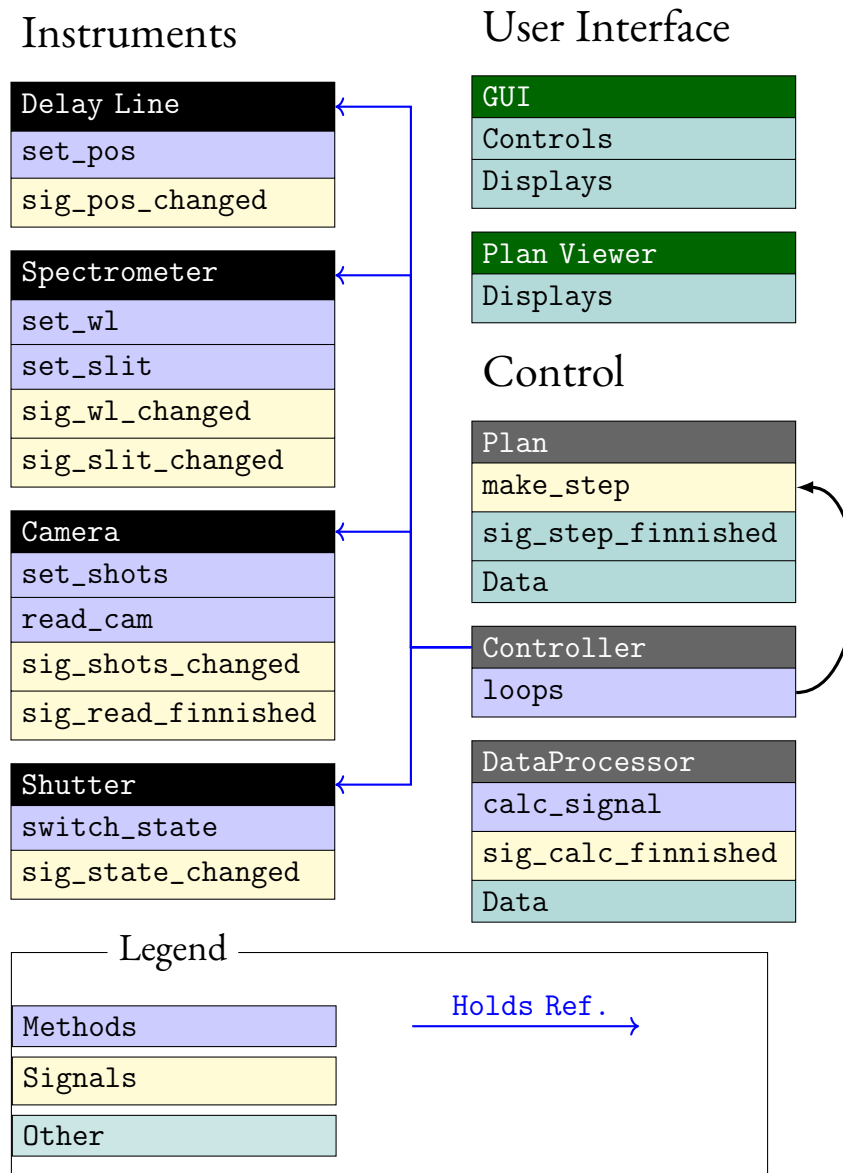 Instruments
Delay Line
set_pos
sig_pos_changed
Spectrometer
set_wl
set_slit
sig_wl_changed
sig_slit_changed
Camera
set_shots
read_cam
sig_shots_changed
sig_read_finnished
Shutter
switch_state
sig_state_changed
User Interface
GUI
Controls
Displays
Plan Viewer
Displays
Control
Plan
make_step
sig_step_finnished
Data
Controller
loops
DataProcessor
calc_signal
sig_calc_finnished
Data
Legend
Methods
Signals
Other
Holds Ref.